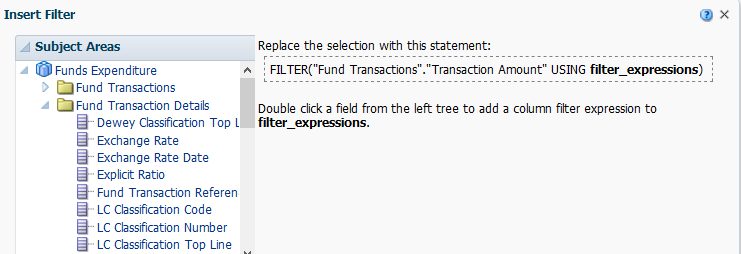 Insert Filter
Subject Areas
Funds Expenditure
Fund Transactions
Fund Transaction Details
Dewey Classification Top L
Exchange Rate
Exchange Rate Date
Explicit Ratio
Fund Transaction Referen
LC Classification Code
LC Classification Number
LC Classification Top Line
Replace the selection with this statement:
FILTER("Fund Transactions"."Transaction Amount" USING filter_expressions)
Double click a field from the left tree to add a column filter expression to
filter_expressions.